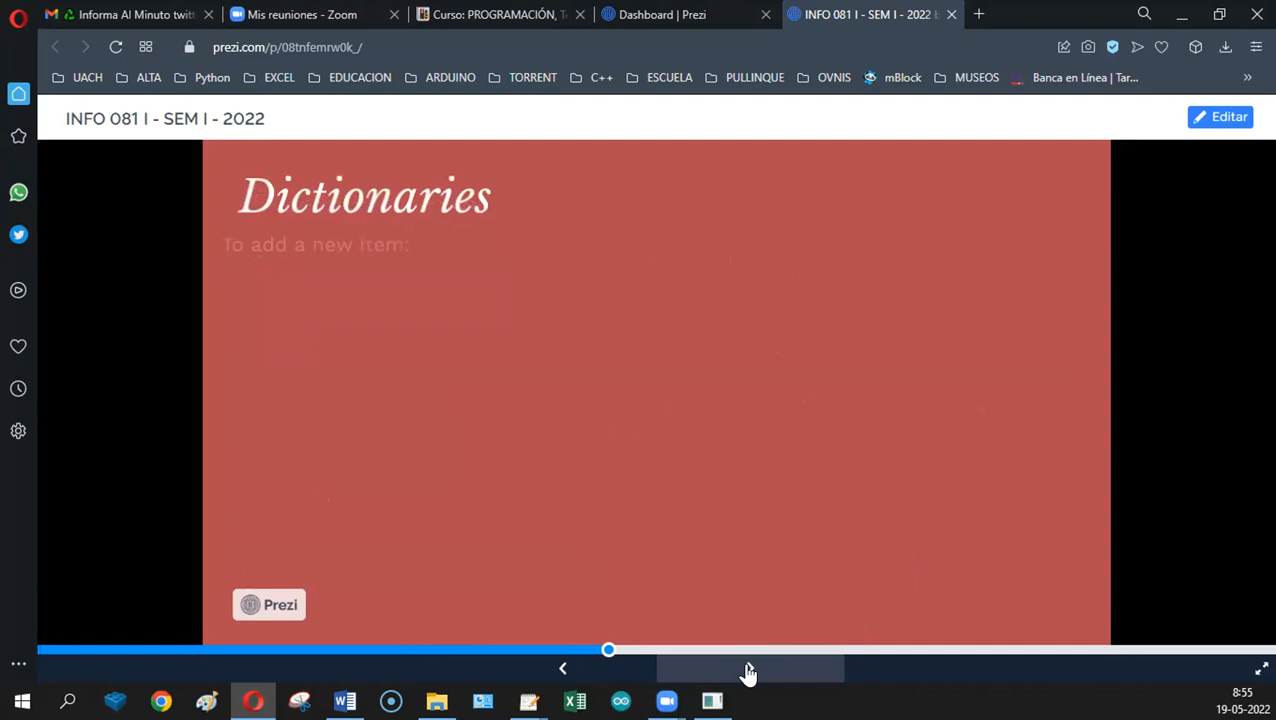 Informa Al Minuto twitt
Mis reuniones - Zoom
Curso: PROGRAMACIÓN, T
Dashboard | Prezi
INFO 081 I - SEM I - 2022
prezi.com/p/08tnfemrw0k_/
UACH
ALTA
Python
EXCEL
EDUCACION
ARDUINO
TORRENT
C++
ESCUELA
PULLINQUE
OVNIS
mBlock
MUSEOS
Banca en Línea | Tar...
INFO 081 I - SEM I - 2022
Editar
Dictionaries
To add a new item:
Prezi
8:55
19-05-2022